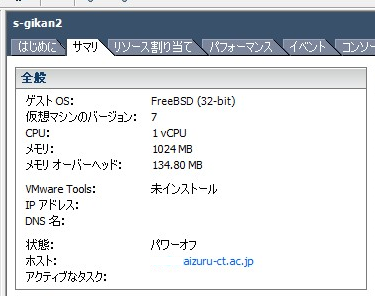 s-gikan2
はじめに サマリ リソース割り当て パフォーマンス イベント コンソー
全般
ゲスト OS: FreeBSD (32-bit)
仮想マシンのバージョン: 7
CPU: 1 vCPU
メモリ: 1024 MB
メモリ オーバーヘッド: 134.80 MB
VMware Tools: 未インストール
IP アドレス:
DNS 名:
状態: パワーオフ
ホスト: aizuru-ct.ac.jp
アクティブなタスク: